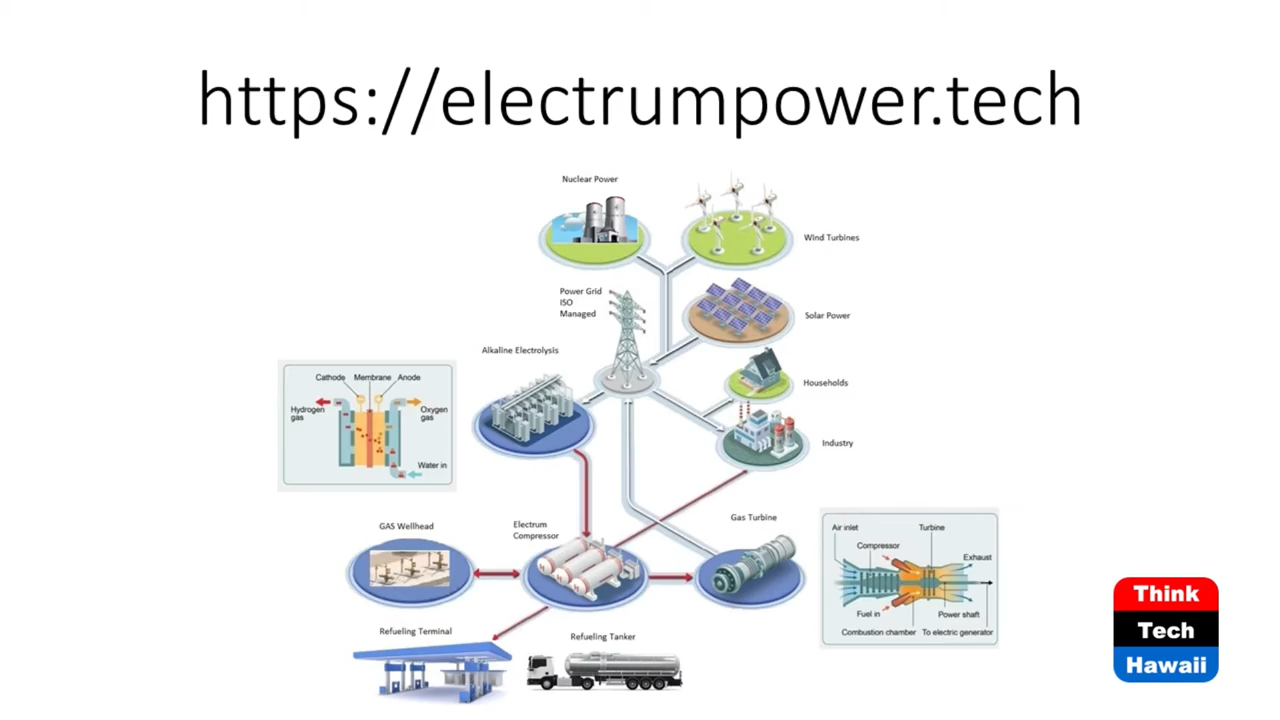 https://electrumpower.tech
Nuclear Power
Wind Turbines
Power Grid
ISO
Managed
Solar Power
Alkaline Electrolysis
Households
Cathode
Membrane
Anode
Hydrogen
gas
Oxygen
gas
Water in
Industry
GAS Wellhead
Electrum
Compressor
Gas Turbine
Air inlet
Turbine
Compressor
Exhaust
Fuel in
Power shaft
Combustion chamber
To electric generator
Refueling Terminal
Refueling Tanker
Think
Tech
Hawaii